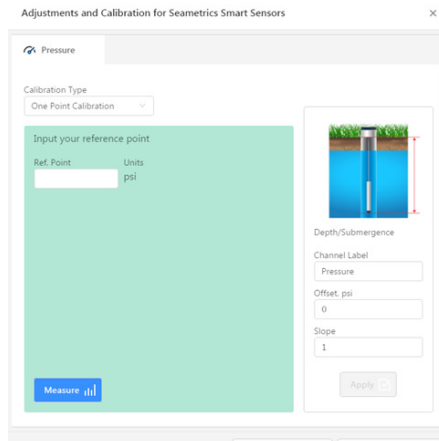 Adjustments and Calibration for Seametrics Smart Sensors
Pressure
Calibration Type
One Point Calibration
Input your reference point
Ref. Point Units
psi
Measure
Depth/Submergence
Channel Label
Pressure
Offset, psi
0
Slope
1
Apply